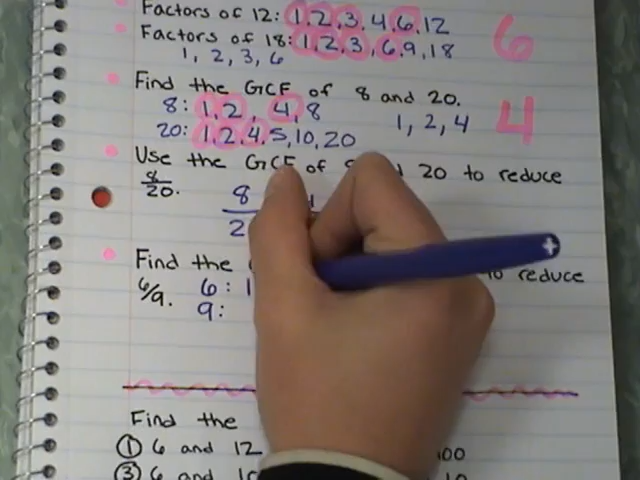 Factors of 12: 1, 2, 3, 4, 6, 12
Factors of 18: 1, 2, 3, 6, 9, 18
6
1, 2, 3, 6
Find the GCF of 8 and 20.
8: 1, 2, 4, 8
1, 2, 4
4
20: 1, 2, 4, 5, 10, 20
Use the GCF of 20 to reduce
8/20.
8
2
Find the to reduce
6/9. 6: 1
9:
Find the
① 6 and 12
③ 6 and